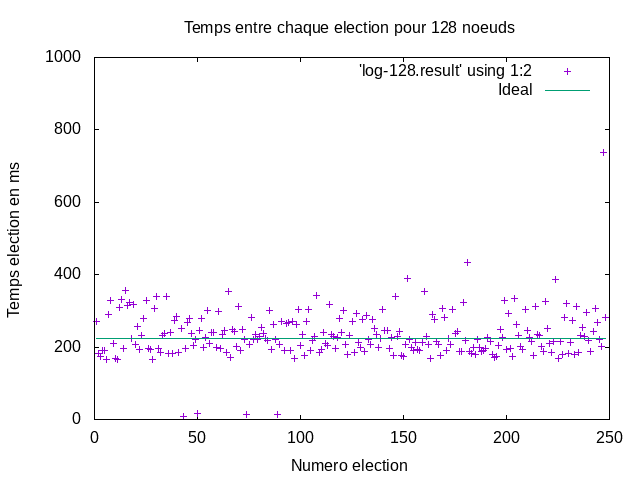 Temps entre chaque election pour 128 noeuds
1000
800
600
400
200
0
'log-128.result' using 1:2
Ideal
Temps election en ms
0 50 100 150 200 250
Numero election